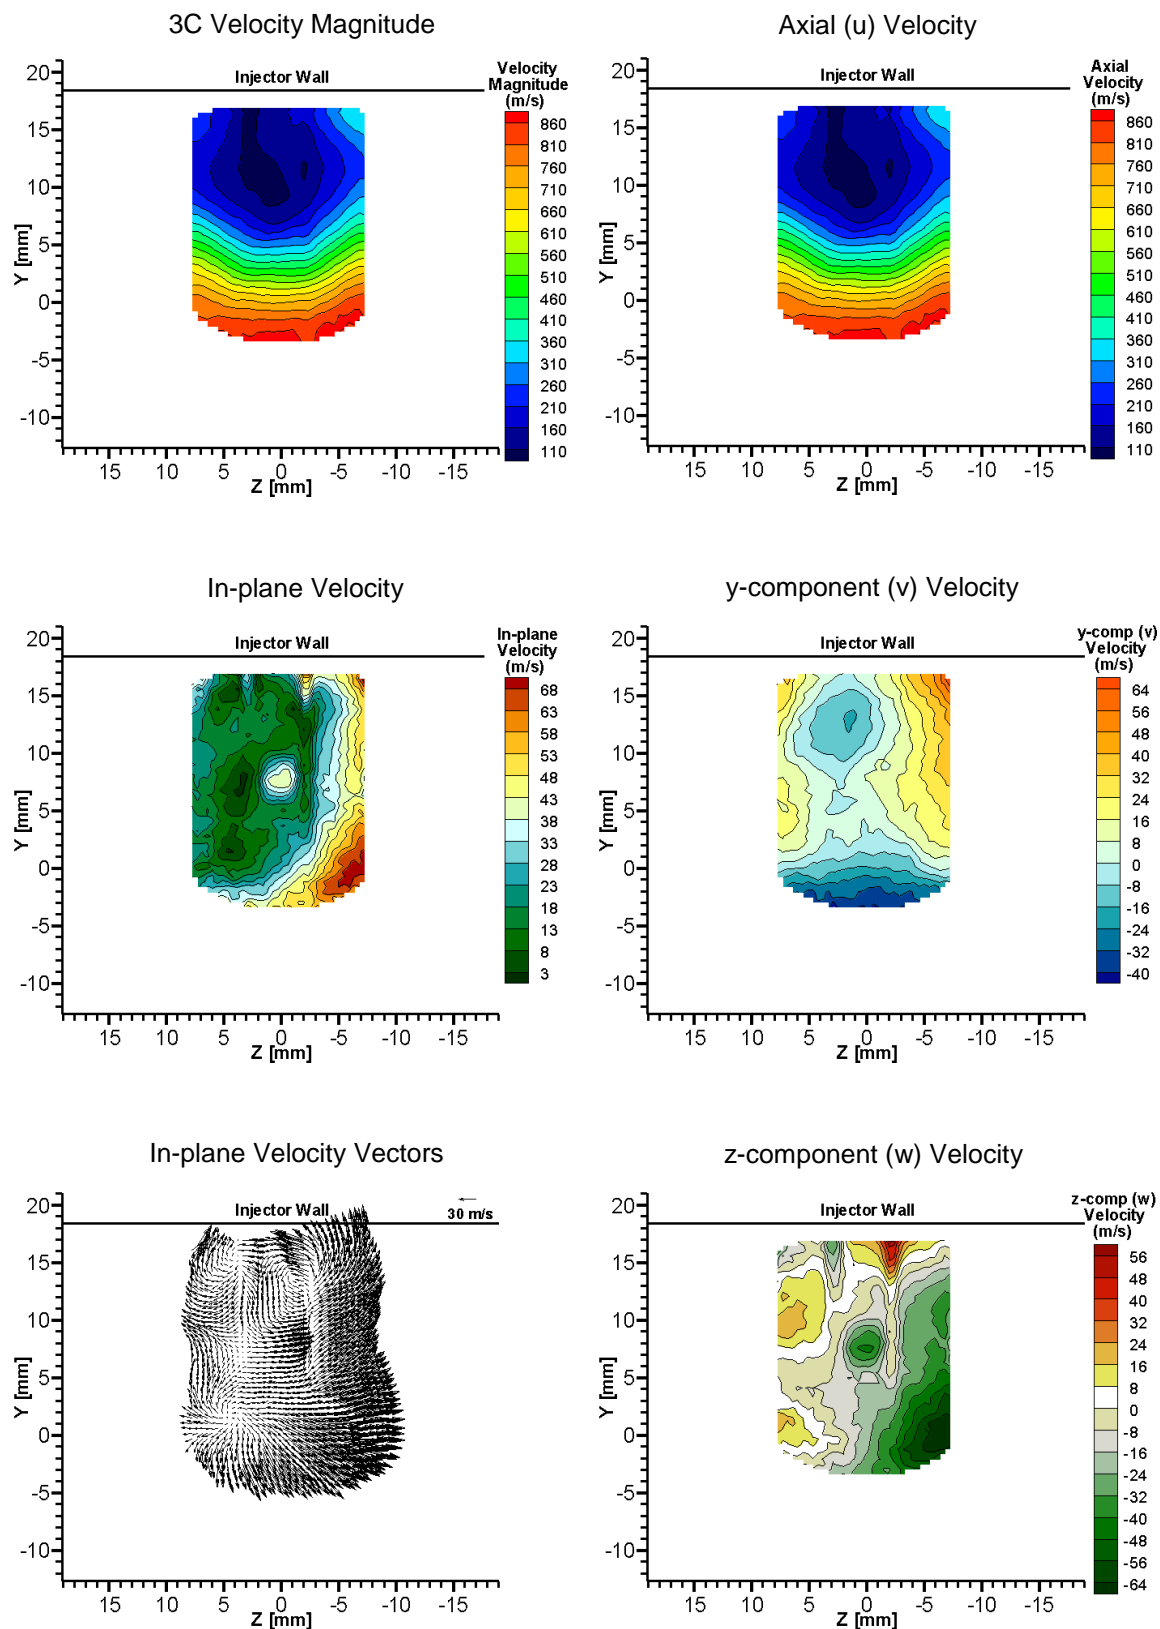 3C Velocity Magnitude
Axial (u) Velocity
20
15
10
5
0
-5
-10
Y [mm]
Injector Wall
Velocity
Magnitude
(m/s)
860
810
760
710
660
610
560
510
460
410
360
310
260
210
160
110
15 10 5 0 -5 -10 -15
Z [mm]
20
15
10
5
0
-5
-10
Y [mm]
Injector Wall
Axial
Velocity
(m/s)
860
810
760
710
660
610
560
510
460
410
360
310
260
210
160
110
15 10 5 0 -5 -10 -15
Z [mm]
In-plane Velocity
y-component (v) Velocity
20
15
10
5
0
-5
-10
Y [mm]
Injector Wall
In-plane
Velocity
(m/s)
68
63
58
53
48
43
38
33
28
23
18
13
8
3
15 10 5 0 -5 -10 -15
Z [mm]
20
15
10
5
0
-5
-10
Y [mm]
Injector Wall
y-comp (v)
Velocity
(m/s)
64
56
48
40
32
24
16
8
0
-8
-16
-24
-32
-40
15 10 5 0 -5 -10 -15
Z [mm]
In-plane Velocity Vectors
z-component (w) Velocity
20
15
10
5
0
-5
-10
Y [mm]
Injector Wall
30 m/s
15 10 5 0 -5 -10 -15
Z [mm]
20
15
10
5
0
-5
-10
Y [mm]
Injector Wall
z-comp (w)
Velocity
(m/s)
56
48
40
32
24
16
8
0
-8
-16
-24
-32
-40
-48
-56
-64
15 10 5 0 -5 -10 -15
Z [mm]